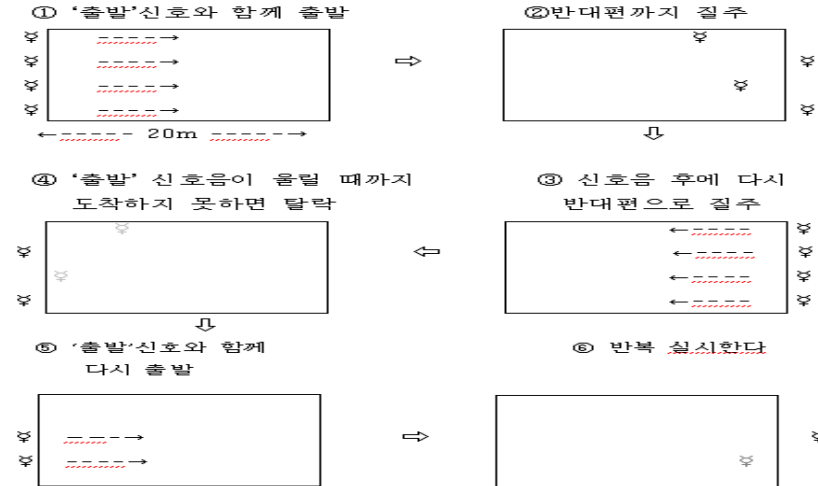 ① ‘출발’신호와 함께 출발
②반대편까지 질주
20m
④ ‘출발’ 신호음이 울릴 때까지
도착하지 못하면 탈락
③ 신호음 후에 다시
반대편으로 질주
⑤ ‘출발’신호와 함께
다시 출발
⑥ 반복 실시한다